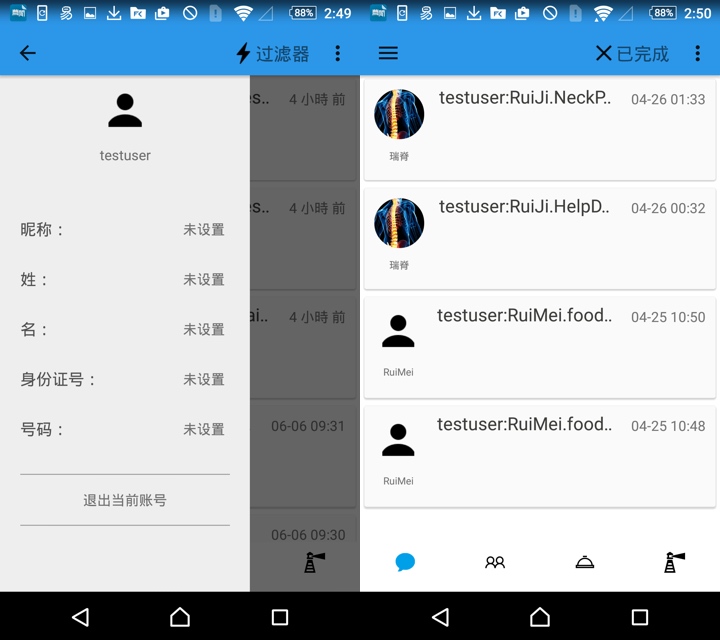 88% 2:49
过滤器
testuser
昵称： 未设置
姓： 未设置
名： 未设置
身份证号： 未设置
号码： 未设置
退出当前账号
s.. 4 小時 前
s.. 4 小時 前
ai.. 4 小時 前
06-06 09:31
06-06 09:30
88% 2:50
已完成
testuser:RuiJi.NeckP.. 04-26 01:33
瑞脊
testuser:RuiJi.HelpD.. 04-26 00:32
瑞脊
testuser:RuiMei.food.. 04-25 10:50
RuiMei
testuser:RuiMei.food.. 04-25 10:48
RuiMei